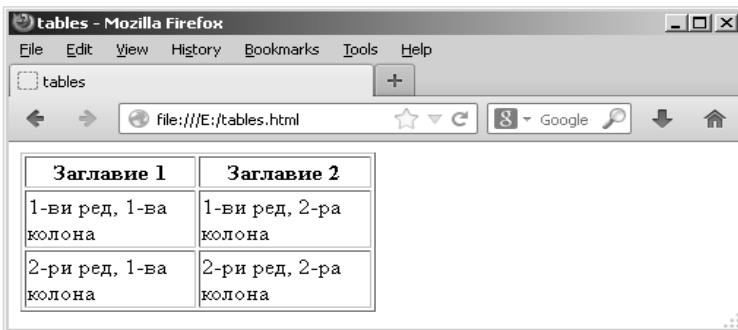 tables - Mozilla Firefox
File Edit View History Bookmarks Tools Help
tables
file:///E:/tables.html
8 Google
Заглавие 1 Заглавие 2
1-ви ред, 1-ва колона
1-ви ред, 2-ра колона
2-ри ред, 1-ва колона
2-ри ред, 2-ра колона